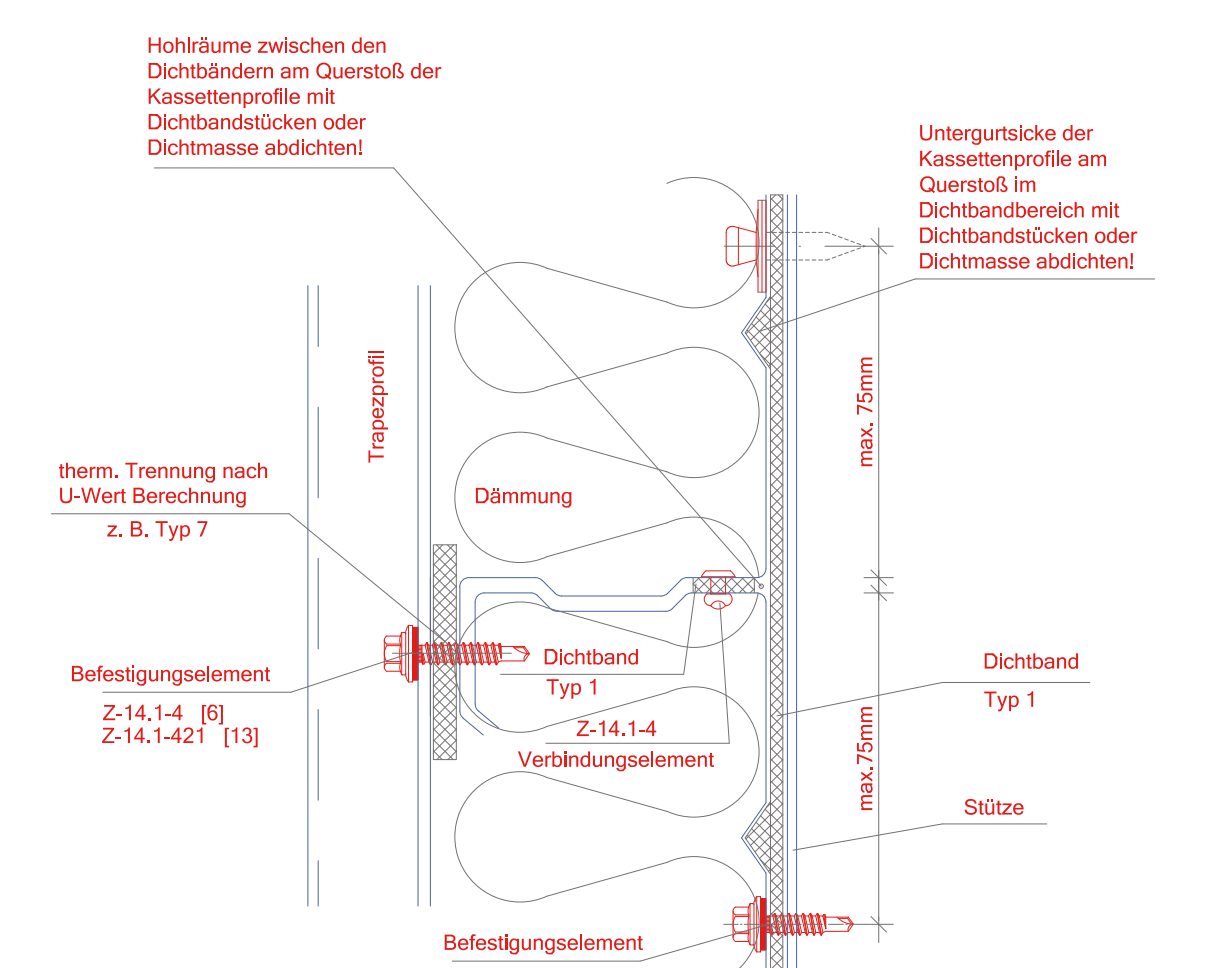 Hohlräume zwischen den
Dichtbändern am Querstoß der
Kassettenprofile mit
Dichtbandstücken oder
Dichtmasse abdichten!
Untergurtsicke der
Kassettenprofile am
Querstoß im
Dichtbandbereich mit
Dichtbandstücken oder
Dichtmasse abdichten!
Trapezprofil
max. 75mm
therm. Trennung nach
U-Wert Berechnung
z. B. Typ 7
Dämmung
Befestigungselement
Z-14.1-4 [6]
Z-14.1-421 [13]
Dichtband
Typ 1
Z-14.1-4
Verbindungselement
Dichtband
Typ 1
max.75mm
Stütze
Befestigungselement